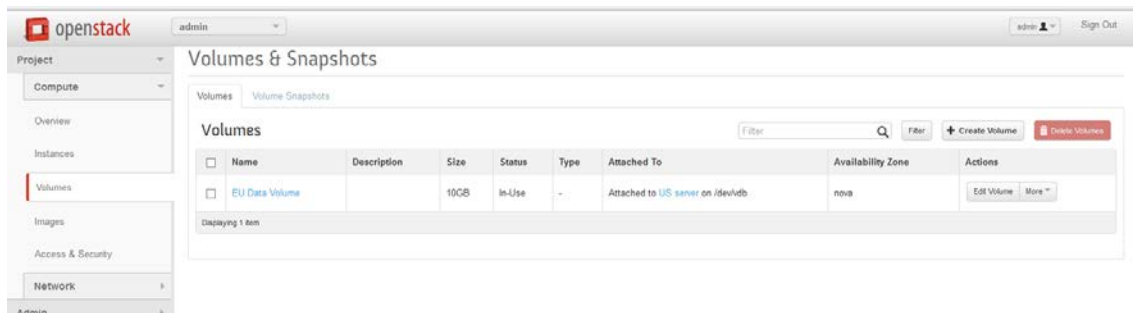 openstack
admin
admin
Sign Out
Project
Compute
Overview
Instances
Volumes
Images
Access & Security
Network
Admin
Volumes & Snapshots
Volumes Volume Snapshots
Volumes
Filter
Filter
+ Create Volume
Delete Volumes
Name Description Size Status Type Attached To Availability Zone Actions
EU Data Volume 10GB In-Use - Attached to US server on /dev/vdb nova Edit Volume More
Displaying 1 item